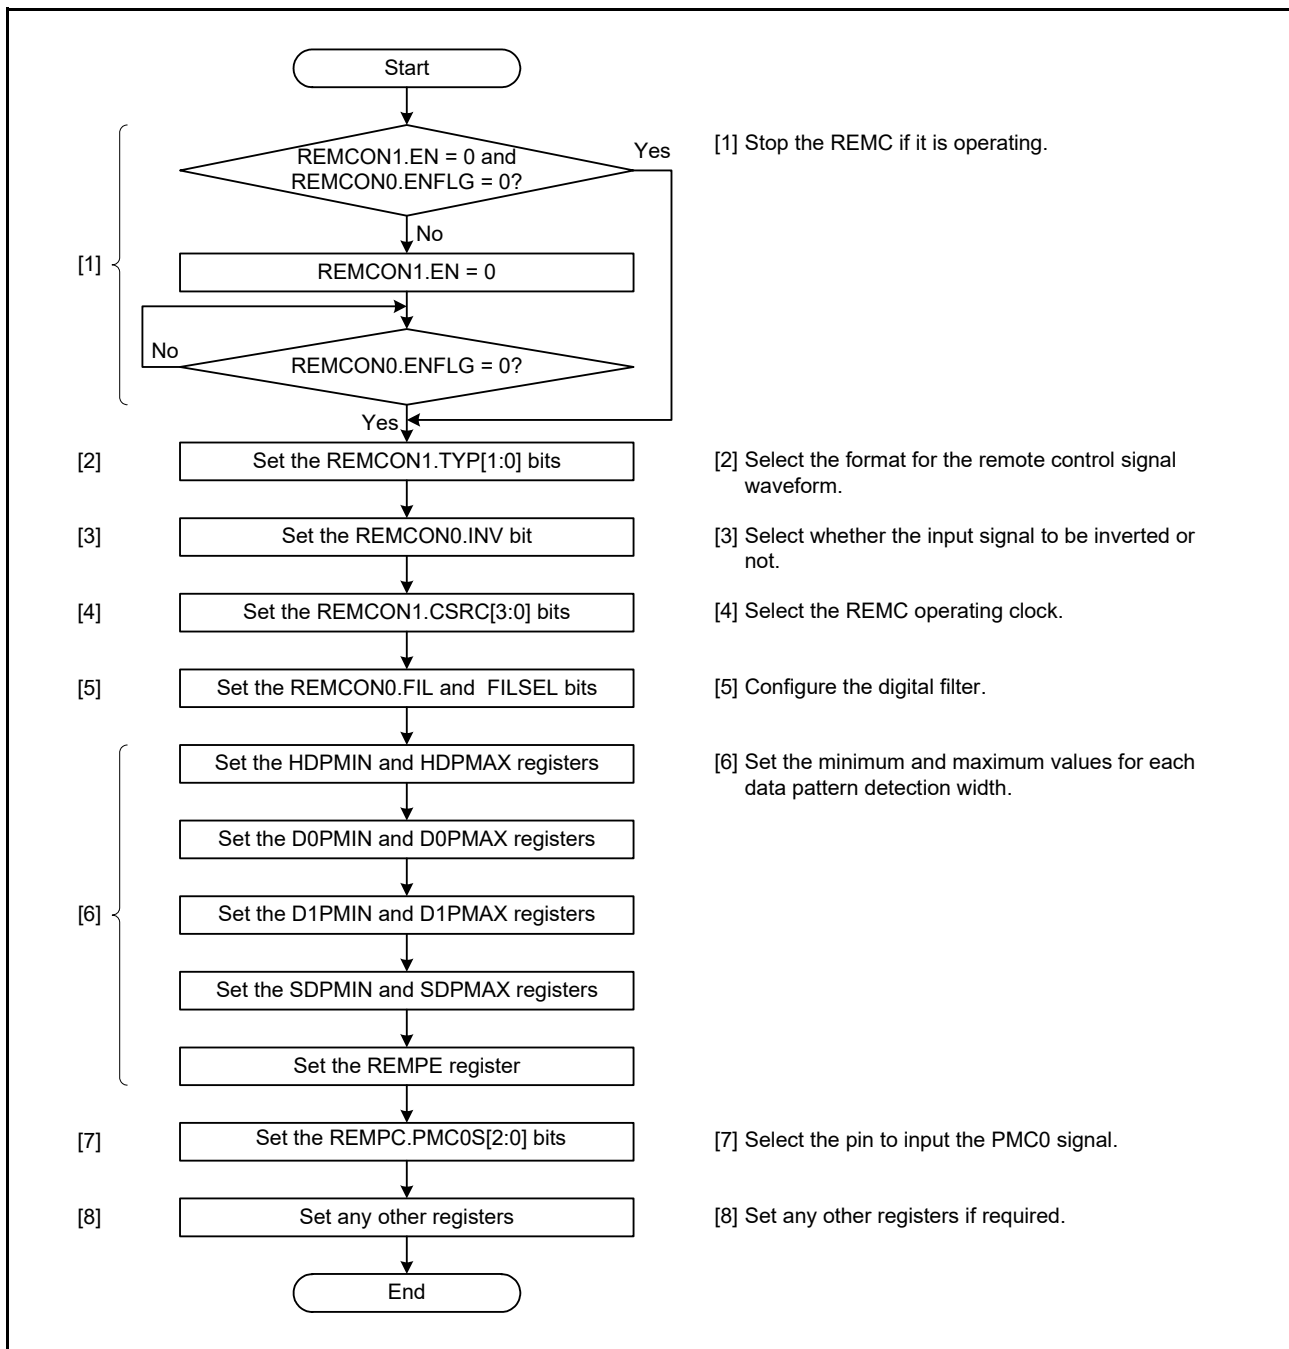 Start
REMCON1.EN = 0 and
REMCON0.ENFLG = 0?
Yes
[1] Stop the REMC if it is operating.
No
[1]
REMCON1.EN = 0
No
REMCON0.ENFLG = 0?
Yes
[2]
Set the REMCON1.TYP[1:0] bits
[2] Select the format for the remote control signal
waveform.
[3]
Set the REMCON0.INV bit
[3] Select whether the input signal to be inverted or
not.
[4]
Set the REMCON1.CSRC[3:0] bits
[4] Select the REMC operating clock.
[5]
Set the REMCON0.FIL and FILSEL bits
[5] Configure the digital filter.
Set the HDPMIN and HDPMAX registers
[6] Set the minimum and maximum values for each
data pattern detection width.
Set the D0PMIN and D0PMAX registers
[6]
Set the D1PMIN and D1PMAX registers
Set the SDPMIN and SDPMAX registers
Set the REMPE register
[7]
Set the REMPC.PMC0S[2:0] bits
[7] Select the pin to input the PMC0 signal.
[8]
Set any other registers
[8] Set any other registers if required.
End